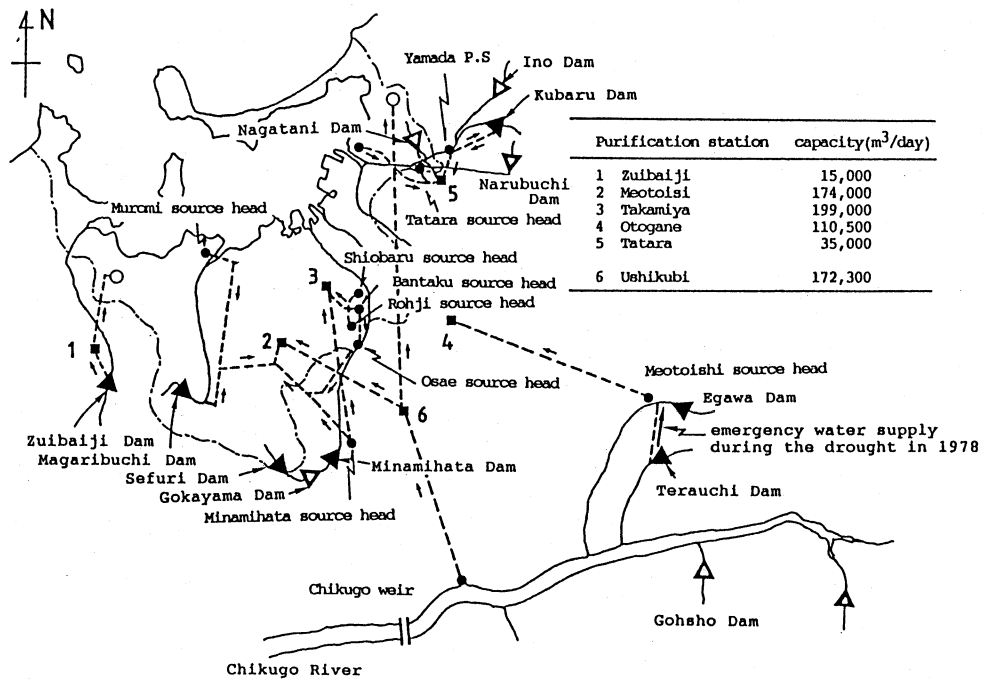 N
Yamada P.S
Ino Dam
Kubaru Dam
Nagatani Dam
5
Narubuchi
Dam
Tatara source head
Muromi source head
Purification station capacity(m3/day)
1 Zuibaiji 15,000
2 Meotoisi 174,000
3 Takamiya 199,000
4 Otogane 110,500
5 Tatara 35,000
6 Ushikubi 172,300
Shiobaru source head
3
Bantaku source head
Rohji source head
1
2
4
Osae source head
6
Meotoishi source head
Egawa Dam
emergency water supply
during the drought in 1978
Terauchi Dam
Zuibaiji Dam
Magaribuchi Dam
Sefuri Dam
Gokayama Dam
Minamihata Dam
Minamihata source head
Chikugo weir
Gohsho Dam
Chikugo River